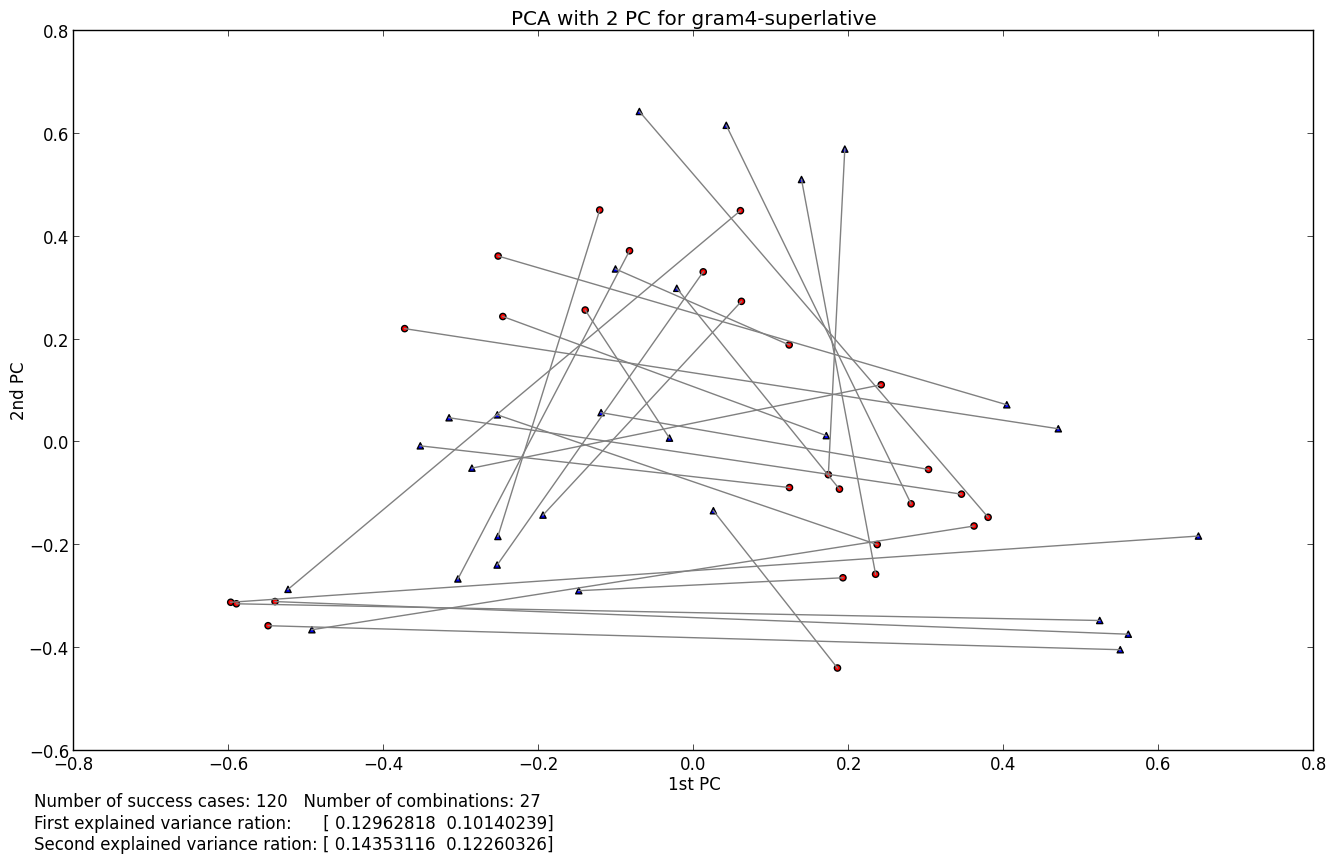 PCA with 2 PC for gram4-superlative
0.8
0.6
0.4
0.2
0.0
−0.2
−0.4
−0.6
2nd PC
−0.8 −0.6 −0.4 −0.2 0.0 0.2 0.4 0.6 0.8
1st PC
Number of success cases: 120 Number of combinations: 27
First explained variance ration: [ 0.12962818 0.10140239]
Second explained variance ration: [ 0.14353116 0.12260326]